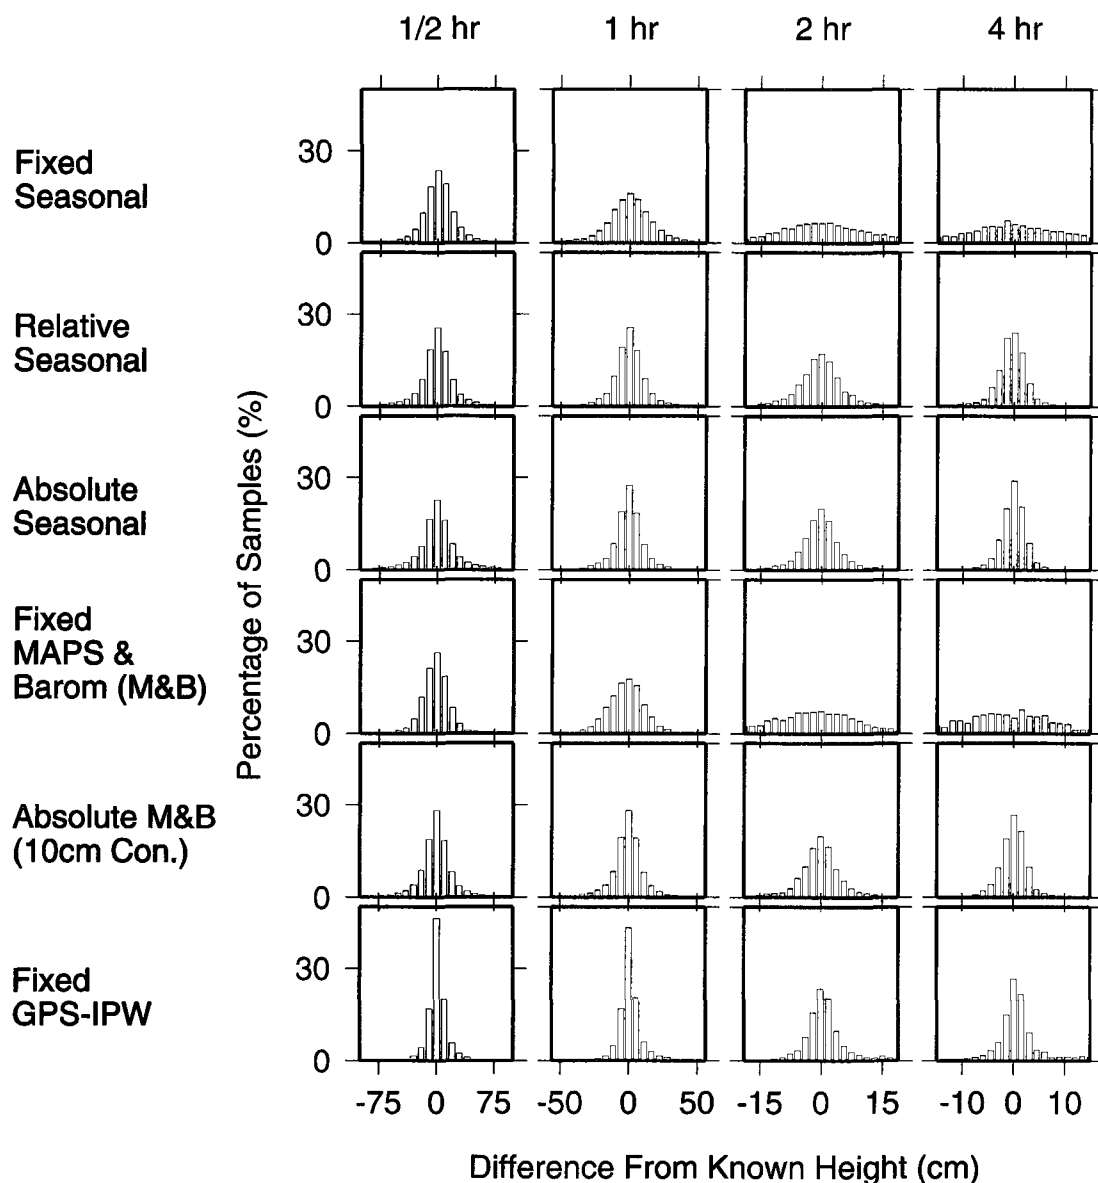 1/2 hr 1 hr 2 hr 4 hr
Fixed
Seasonal
30
0
Relative
Seasonal
30
0
Absolute
Seasonal
30
0
Fixed
MAPS &
Barom (M&B)
30
0
Absolute M&B
(10cm Con.)
30
0
Fixed
GPS-IPW
30
0
Percentage of Samples (%)
-75 0 75 -50 0 50 -15 0 15 -10 0 10
Difference From Known Height (cm)